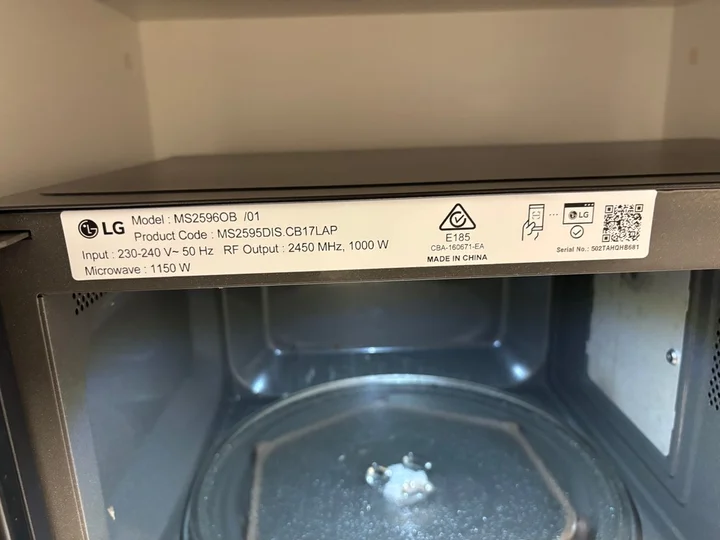 LG
Model : MS2596OB /01
Product Code : MS2595DIS.CB17LAP
Input : 230-240 V~ 50 Hz RF Output : 2450 MHz, 1000 W
Microwave : 1150 W
E185
CBA-160671-EA
MADE IN CHINA
LG
Serial No.: 502TAHQHB681